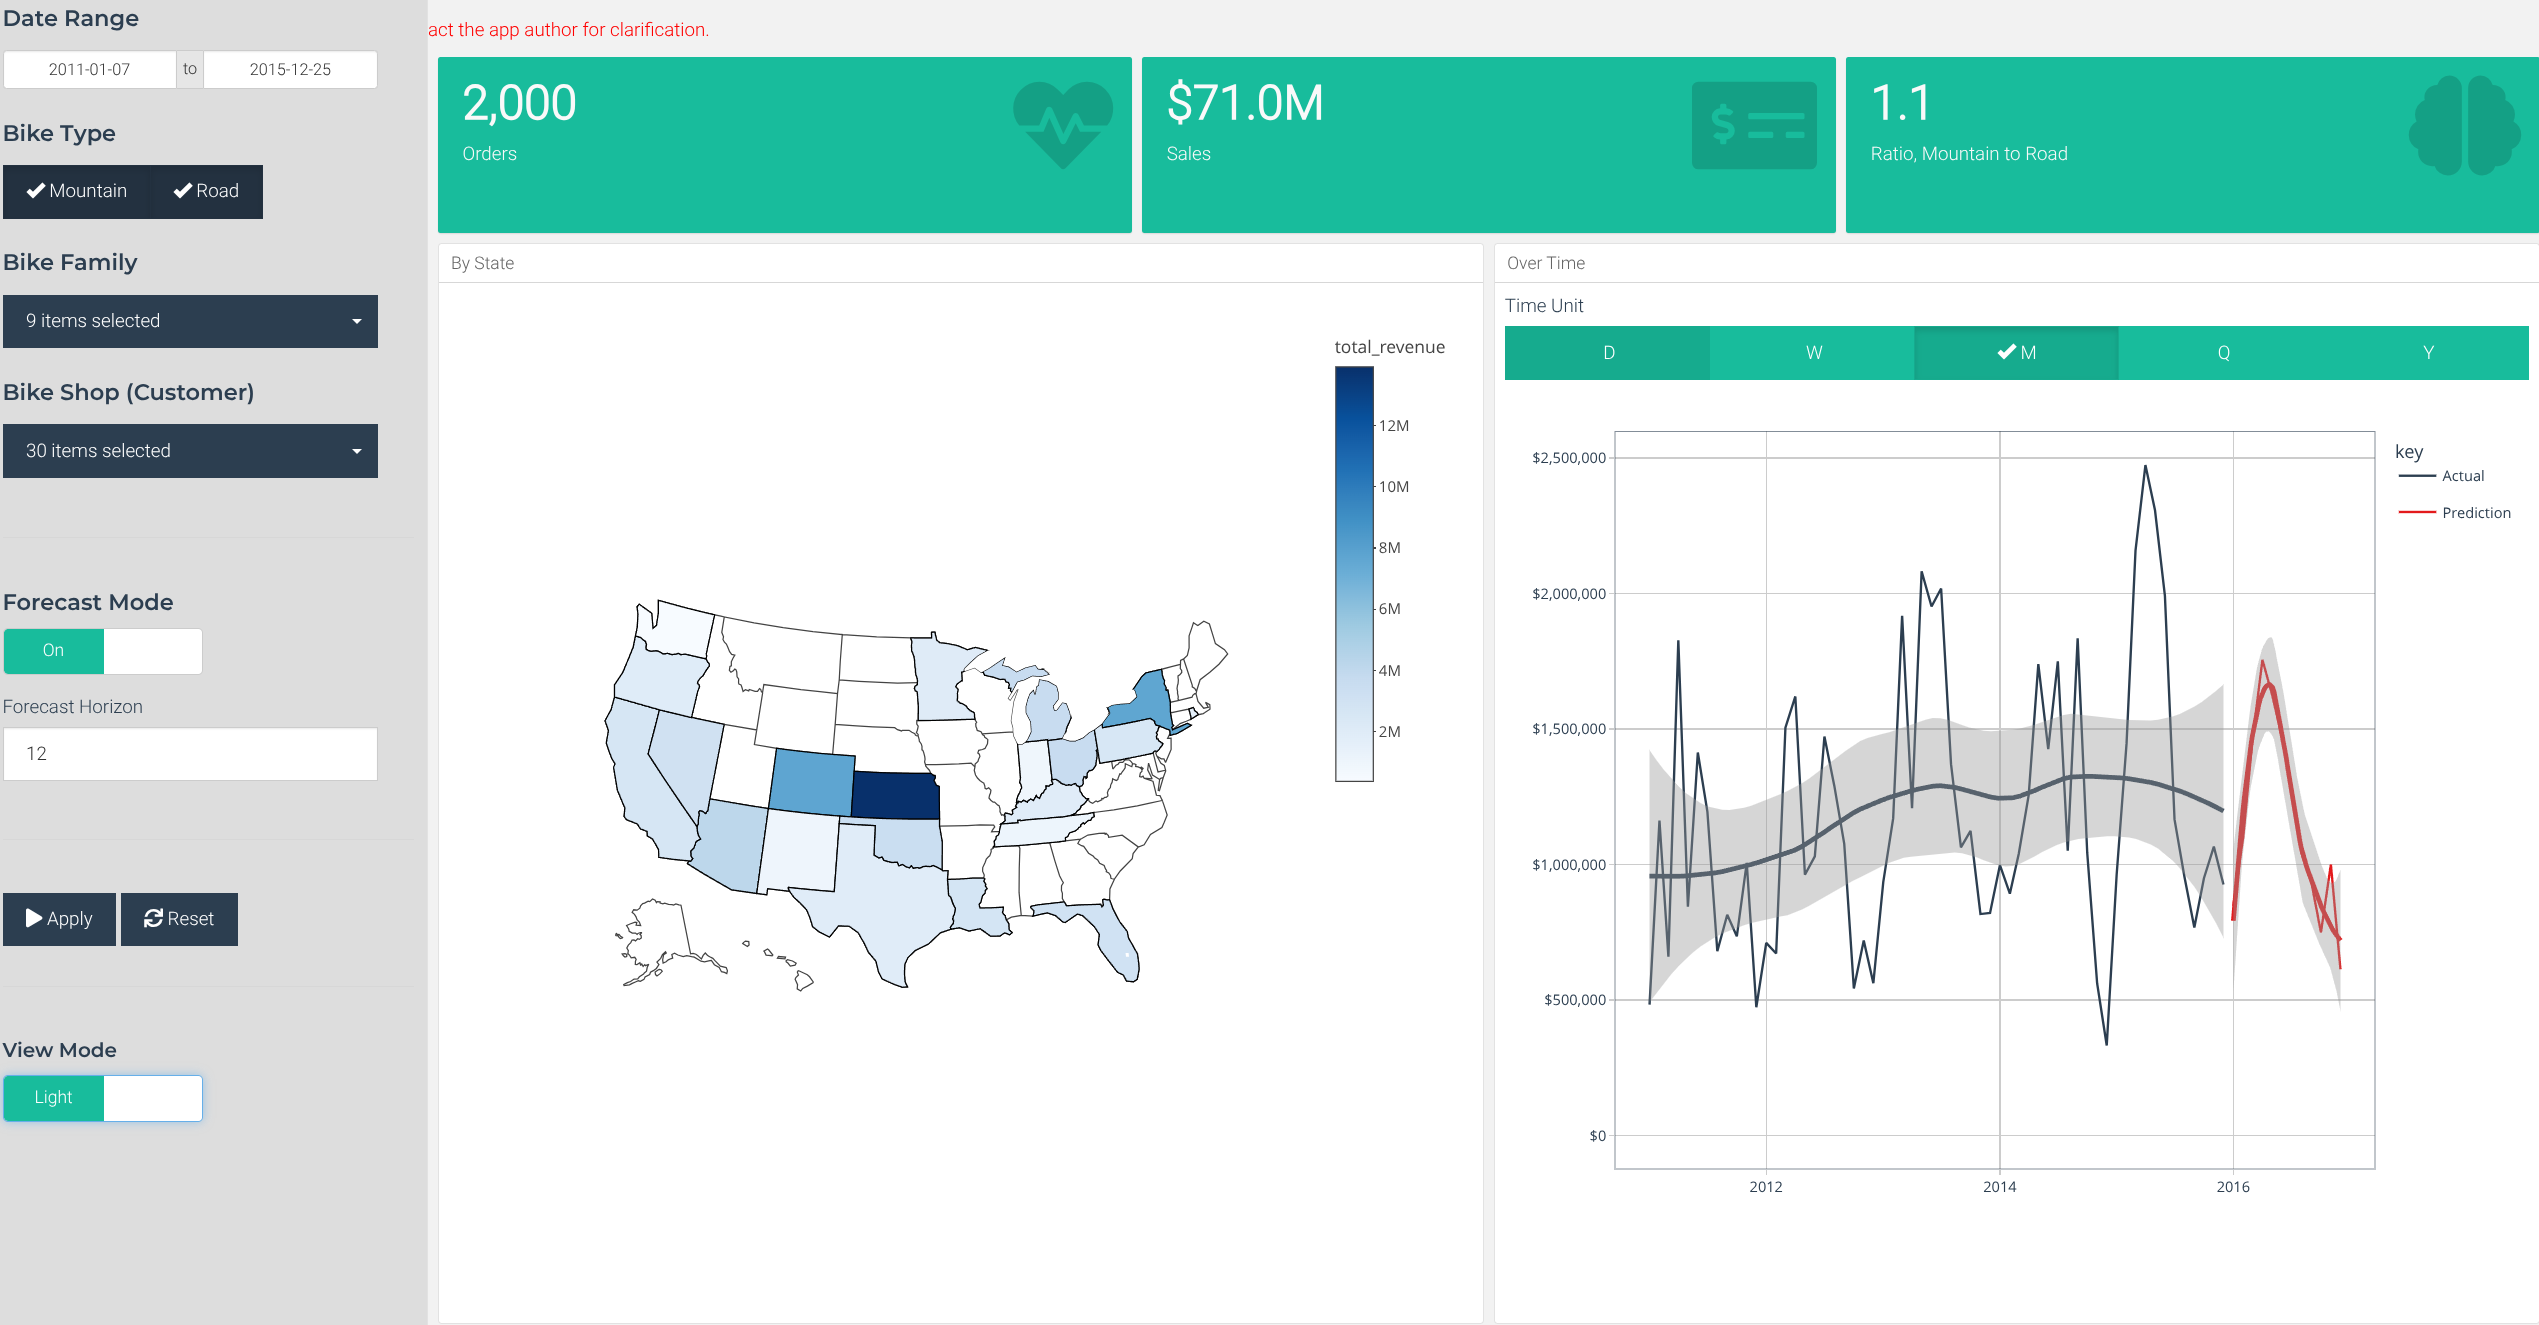 Date Range
2011-01-07 to 2015-12-25
Bike Type
Mountain Road
Bike Family
9 items selected
Bike Shop (Customer)
30 items selected
Forecast Mode
On
Forecast Horizon
12
Apply Reset
View Mode
Light
act the app author for clarification.
2,000
Orders
$71.0M
Sales
1.1
Ratio, Mountain to Road
By State
total_revenue
12M
10M
8M
6M
4M
2M
Over Time
Time Unit
D W M Q Y
$2,500,000
$2,000,000
$1,500,000
$1,000,000
$500,000
$0
2012 2014 2016
key
Actual
Prediction